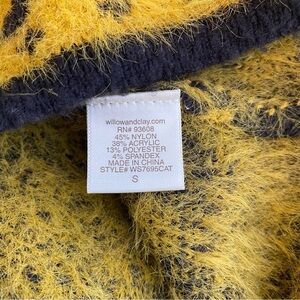 willowandclay.com
RN# 93608
45% NYLON
38% ACRYLIC
13% POLYESTER
4% SPANDEX
MADE IN CHINA
STYLE# WS7695CAT
S